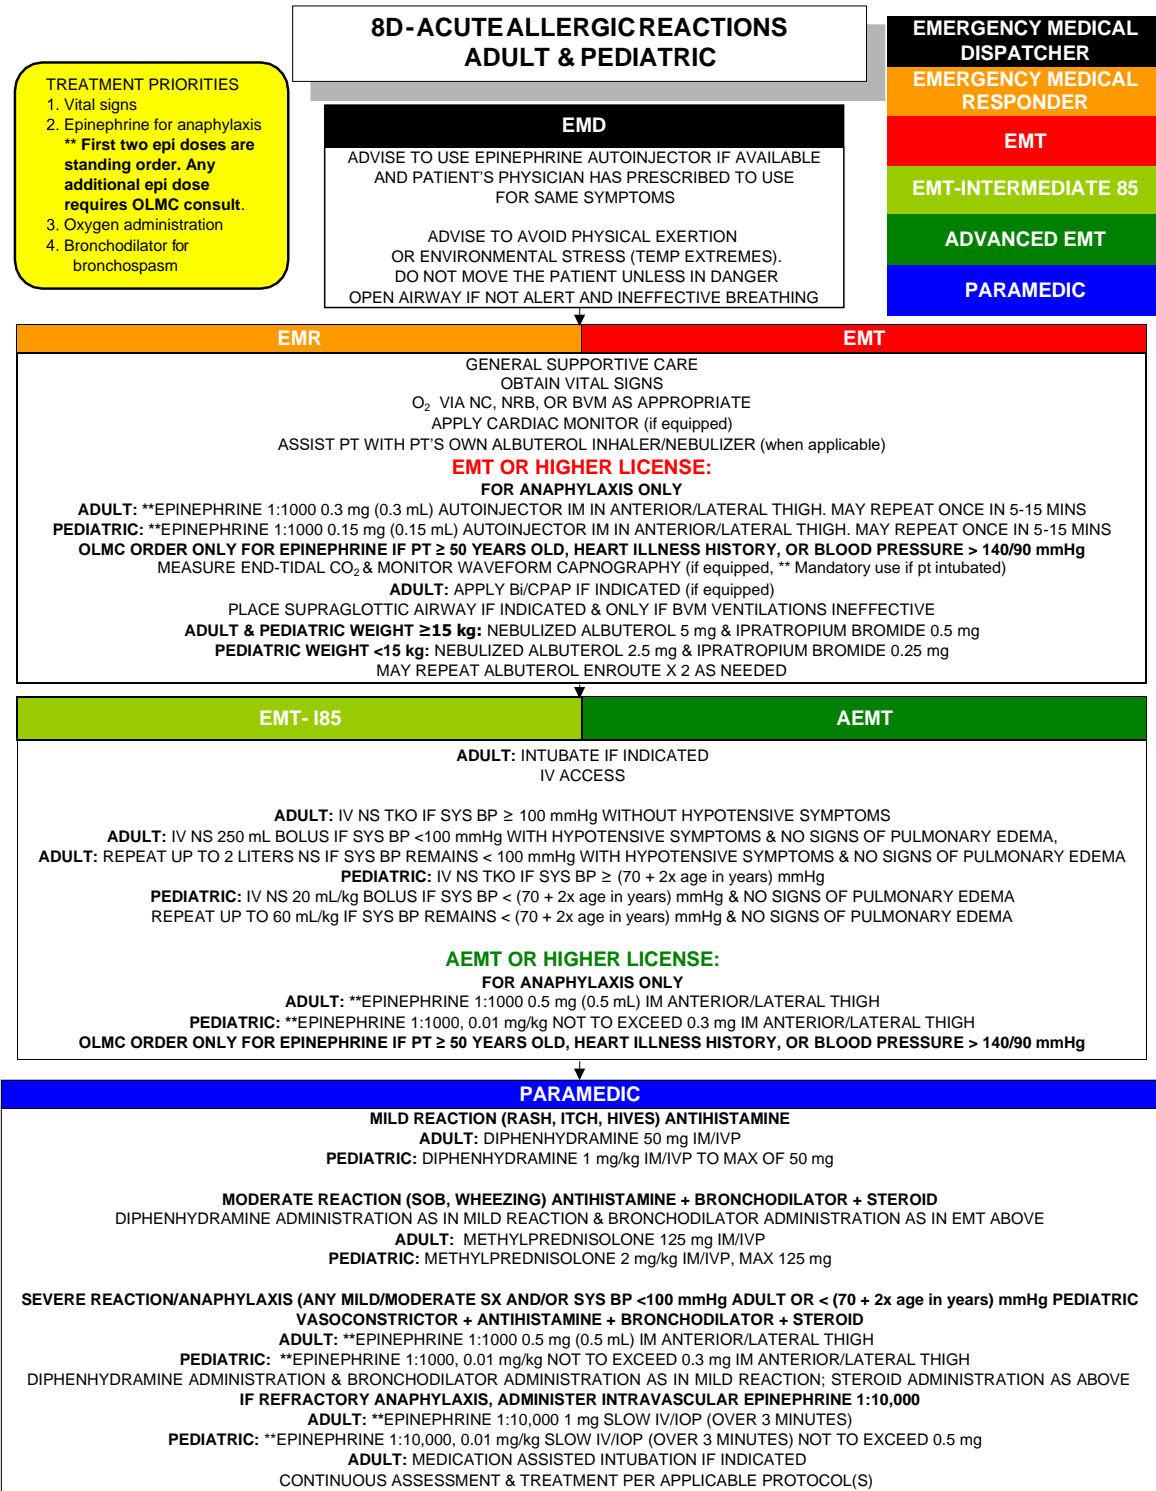 8D - ACUTE ALLERGIC REACTIONS
ADULT & PEDIATRIC
EMERGENCY MEDICAL
DISPATCHER
EMERGENCY MEDICAL
RESPONDER
EMT
EMT-INTERMEDIATE 85
ADVANCED EMT
PARAMEDIC
TREATMENT PRIORITIES
1. Vital signs
2. Epinephrine for anaphylaxis
** First two epi doses are
standing order. Any
additional epi dose
requires OLMC consult.
3. Oxygen administration
4. Bronchodilator for
bronchospasm
EMD
ADVISE TO USE EPINEPHRINE AUTOINJECTOR IF AVAILABLE
AND PATIENT'S PHYSICIAN HAS PRESCRIBED TO USE
FOR SAME SYMPTOMS
ADVISE TO AVOID PHYSICAL EXERTION
OR ENVIRONMENTAL STRESS (TEMP EXTREMES).
DO NOT MOVE THE PATIENT UNLESS IN DANGER
OPEN AIRWAY IF NOT ALERT AND INEFFECTIVE BREATHING
EMR
EMT
GENERAL SUPPORTIVE CARE
OBTAIN VITAL SIGNS
O2 VIA NC, NRB, OR BVM AS APPROPRIATE
APPLY CARDIAC MONITOR (if equipped)
ASSIST PT WITH PT'S OWN ALBUTEROL INHALER/NEBULIZER (when applicable)
EMT OR HIGHER LICENSE:
FOR ANAPHYLAXIS ONLY
ADULT: **EPINEPHRINE 1:1000 0.3 mg (0.3 mL) AUTOINJECTOR IM IN ANTERIOR/LATERAL THIGH. MAY REPEAT ONCE IN 5-15 MINS
PEDIATRIC: **EPINEPHRINE 1:1000 0.15 mg (0.15 mL) AUTOINJECTOR IM IN ANTERIOR/LATERAL THIGH. MAY REPEAT ONCE IN 5-15 MINS
OLMC ORDER ONLY FOR EPINEPHRINE IF PT ≥ 50 YEARS OLD, HEART ILLNESS HISTORY, OR BLOOD PRESSURE > 140/90 mmHg
MEASURE END-TIDAL CO2 & MONITOR WAVEFORM CAPNOGRAPHY (if equipped, ** Mandatory use if pt intubated)
ADULT: APPLY Bi/CPAP IF INDICATED (if equipped)
PLACE SUPRAGLOTTIC AIRWAY IF INDICATED & ONLY IF BVM VENTILATIONS INEFFECTIVE
ADULT & PEDIATRIC WEIGHT ≥15 kg: NEBULIZED ALBUTEROL 5 mg & IPRATROPIUM BROMIDE 0.5 mg
PEDIATRIC WEIGHT <15 kg: NEBULIZED ALBUTEROL 2.5 mg & IPRATROPIUM BROMIDE 0.25 mg
MAY REPEAT ALBUTEROL ENROUTE X 2 AS NEEDED
EMT- I85
AEMT
ADULT: INTUBATE IF INDICATED
IV ACCESS
ADULT: IV NS TKO IF SYS BP ≥ 100 mmHg WITHOUT HYPOTENSIVE SYMPTOMS
ADULT: IV NS 250 mL BOLUS IF SYS BP <100 mmHg WITH HYPOTENSIVE SYMPTOMS & NO SIGNS OF PULMONARY EDEMA,
ADULT: REPEAT UP TO 2 LITERS NS IF SYS BP REMAINS < 100 mmHg WITH HYPOTENSIVE SYMPTOMS & NO SIGNS OF PULMONARY EDEMA
PEDIATRIC: IV NS TKO IF SYS BP ≥ (70 + 2x age in years) mmHg
PEDIATRIC: IV NS 20 mL/kg BOLUS IF SYS BP < (70 + 2x age in years) mmHg & NO SIGNS OF PULMONARY EDEMA
REPEAT UP TO 60 mL/kg IF SYS BP REMAINS < (70 + 2x age in years) mmHg & NO SIGNS OF PULMONARY EDEMA
AEMT OR HIGHER LICENSE:
FOR ANAPHYLAXIS ONLY
ADULT: **EPINEPHRINE 1:1000 0.5 mg (0.5 mL) IM ANTERIOR/LATERAL THIGH
PEDIATRIC: **EPINEPHRINE 1:1000, 0.01 mg/kg NOT TO EXCEED 0.3 mg IM ANTERIOR/LATERAL THIGH
OLMC ORDER ONLY FOR EPINEPHRINE IF PT ≥ 50 YEARS OLD, HEART ILLNESS HISTORY, OR BLOOD PRESSURE > 140/90 mmHg
PARAMEDIC
MILD REACTION (RASH, ITCH, HIVES) ANTIHISTAMINE
ADULT: DIPHENHYDRAMINE 50 mg IM/IVP
PEDIATRIC: DIPHENHYDRAMINE 1 mg/kg IM/IVP TO MAX OF 50 mg
MODERATE REACTION (SOB, WHEEZING) ANTIHISTAMINE + BRONCHODILATOR + STEROID
DIPHENHYDRAMINE ADMINISTRATION AS IN MILD REACTION & BRONCHODILATOR ADMINISTRATION AS IN EMT ABOVE
ADULT: METHYLPREDNISOLONE 125 mg IM/IVP
PEDIATRIC: METHYLPREDNISOLONE 2 mg/kg IM/IVP, MAX 125 mg
SEVERE REACTION/ANAPHYLAXIS (ANY MILD/MODERATE SX AND/OR SYS BP <100 mmHg ADULT OR < (70 + 2x age in years) mmHg PEDIATRIC
VASOCONSTRICTOR + ANTIHISTAMINE + BRONCHODILATOR + STEROID
ADULT: **EPINEPHRINE 1:1000 0.5 mg (0.5 mL) IM ANTERIOR/LATERAL THIGH
PEDIATRIC: **EPINEPHRINE 1:1000, 0.01 mg/kg NOT TO EXCEED 0.3 mg IM ANTERIOR/LATERAL THIGH
DIPHENHYDRAMINE ADMINISTRATION & BRONCHODILATOR ADMINISTRATION AS IN MILD REACTION; STEROID ADMINISTRATION AS ABOVE
IF REFRACTORY ANAPHYLAXIS, ADMINISTER INTRAVASCULAR EPINEPHRINE 1:10,000
ADULT: **EPINEPHRINE 1:10,000 1 mg SLOW IV/IOP (OVER 3 MINUTES)
PEDIATRIC: **EPINEPHRINE 1:10,000, 0.01 mg/kg SLOW IV/IOP (OVER 3 MINUTES) NOT TO EXCEED 0.5 mg
ADULT: MEDICATION ASSISTED INTUBATION IF INDICATED
CONTINUOUS ASSESSMENT & TREATMENT PER APPLICABLE PROTOCOL(S)